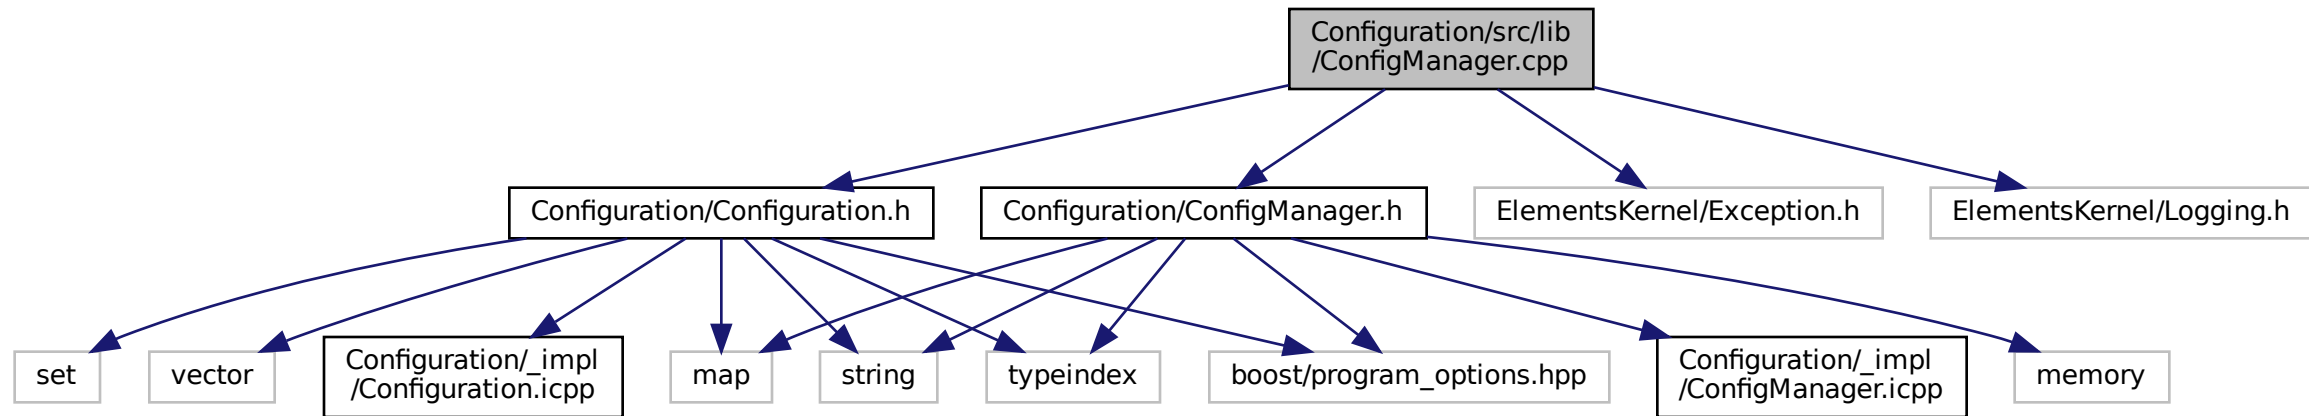 Configuration/src/lib
/ConfigManager.cpp
Configuration/Configuration.h
Configuration/ConfigManager.h
ElementsKernel/Exception.h
ElementsKernel/Logging.h
set
vector
Configuration/_impl
/Configuration.icpp
map
string
typeindex
boost/program_options.hpp
Configuration/_impl
/ConfigManager.icpp
memory